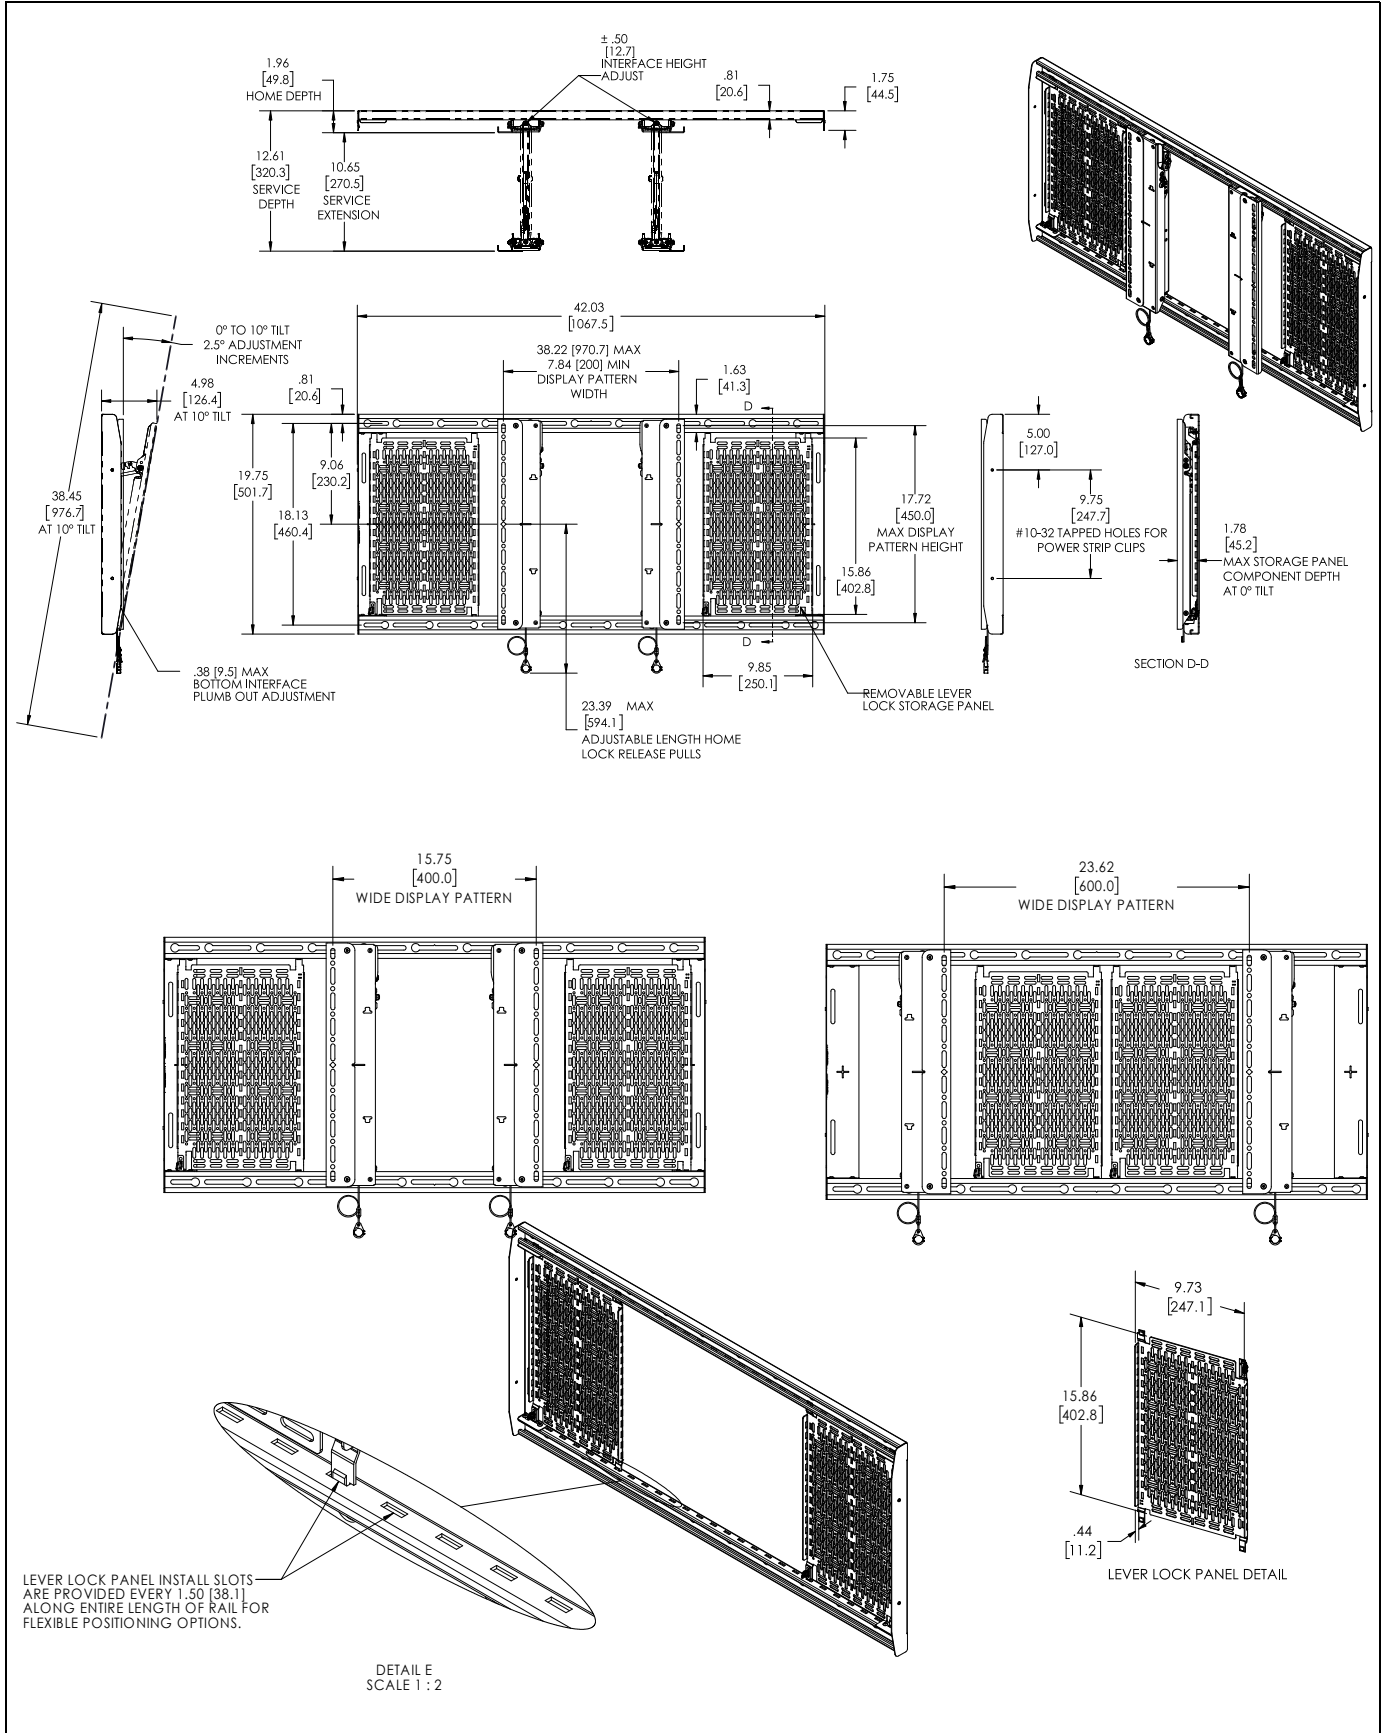 ± .50
[12.7]
INTERFACE HEIGHT
ADJUST
1.96
[49.8]
HOME DEPTH
.81
[20.6]
1.75
[44.5]
12.61
[320.3]
SERVICE
DEPTH
10.65
[270.5]
SERVICE
EXTENSION
42.03
[1067.5]
0° TO 10° TILT
2.5° ADJUSTMENT
INCREMENTS
38.22 [970.7] MAX
7.84 [200] MIN
DISPLAY PATTERN
WIDTH
4.98
[126.4]
AT 10° TILT
.81
[20.6]
1.63
[41.3]
D
5.00
[127.0]
19.75
[501.7]
9.06
[230.2]
18.13
[460.4]
38.45
[976.7]
AT 10° TILT
17.72
[450.0]
MAX DISPLAY
PATTERN HEIGHT
9.75
[247.7]
#10-32 TAPPED HOLES FOR
POWER STRIP CLIPS
1.78
[45.2]
MAX STORAGE PANEL
COMPONENT DEPTH
AT 0° TILT
15.86
[402.8]
D
SECTION D-D
.38 [9.5] MAX
BOTTOM INTERFACE
PLUMB OUT ADJUSTMENT
9.85
[250.1]
REMOVABLE LEVER
LOCK STORAGE PANEL
23.39 MAX
[594.1]
ADJUSTABLE LENGTH HOME
LOCK RELEASE PULLS
15.75
[400.0]
WIDE DISPLAY PATTERN
23.62
[600.0]
WIDE DISPLAY PATTERN
9.73
[247.1]
15.86
[402.8]
.44
[11.2]
LEVER LOCK PANEL DETAIL
LEVER LOCK PANEL INSTALL SLOTS
ARE PROVIDED EVERY 1.50 [38.1]
ALONG ENTIRE LENGTH OF RAIL FOR
FLEXIBLE POSITIONING OPTIONS.
DETAIL E
SCALE 1 : 2